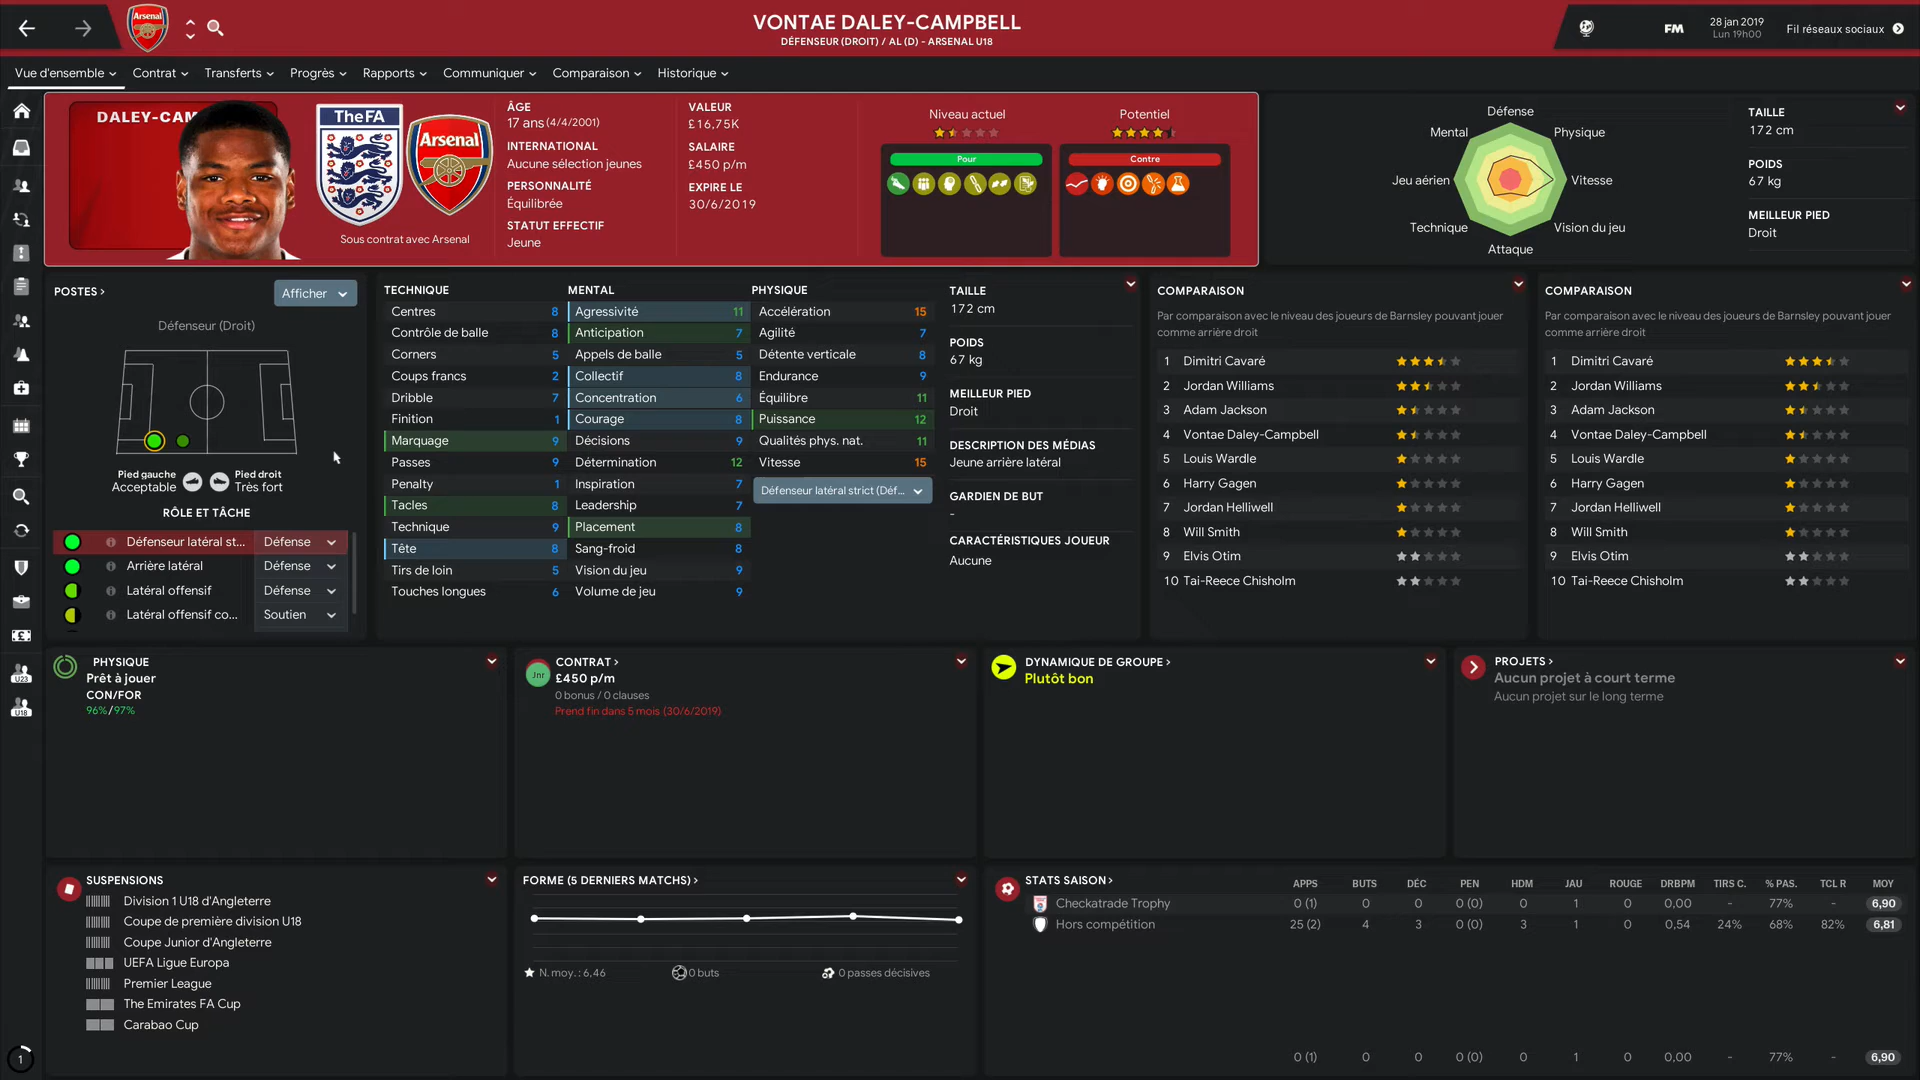 Arsenal
VONTAE DALEY-CAMPBELL
DÉFENSEUR (DROIT) / AL (D) - ARSENAL U18
FM
28 jan 2019
Lun 19h00
Fil réseaux sociaux
Vue d'ensemble
Contrat
Transferts
Progrès
Rapports
Communiquer
Comparaison
Historique
DALEY-CAM
TheFA
Arsenal
Sous contrat avec Arsenal
ÂGE
17 ans (4/4/2001)
INTERNATIONAL
Aucune sélection jeunes
PERSONNALITÉ
Équilibrée
STATUT EFFECTIF
Jeune
VALEUR
£16,75K
SALAIRE
£450 p/m
EXPIRE LE
30/6/2019
Niveau actuel
Potentiel
Pour
Contre
Défense
Mental
Physique
Jeu aérien
Vitesse
Technique
Vision du jeu
Attaque
TAILLE
172 cm
POIDS
67 kg
MEILLEUR PIED
Droit
POSTES >
Afficher
Défenseur (Droit)
Pied gauche
Acceptable
Pied droit
Très fort
RÔLE ET TÂCHE
Défenseur latéral st... Défense
Arrière latéral Défense
Latéral offensif Défense
Latéral offensif co... Soutien
TECHNIQUE
Centres 8
Contrôle de balle 8
Corners 5
Coups francs 2
Dribble 7
Finition 1
Marquage 9
Passes 9
Penalty 1
Tacles 8
Technique 9
Tête 8
Tirs de loin 5
Touches longues 6
MENTAL
Agressivité 11
Anticipation 7
Appels de balle 5
Collectif 8
Concentration 6
Courage 8
Décisions 9
Détermination 12
Inspiration 7
Leadership 7
Placement 8
Sang-froid 8
Vision du jeu 9
Volume de jeu 9
PHYSIQUE
Accélération 15
Agilité 7
Détente verticale 8
Endurance 9
Équilibre 11
Puissance 12
Qualités phys. nat. 11
Vitesse 15
Défenseur latéral strict (Déf...
TAILLE
172 cm
POIDS
67 kg
MEILLEUR PIED
Droit
DESCRIPTION DES MÉDIAS
Jeune arrière latéral
GARDIEN DE BUT
-
CARACTÉRISTIQUES JOUEUR
Aucune
COMPARAISON
Par comparaison avec le niveau des joueurs de Barnsley pouvant jouer
comme arrière droit
1 Dimitri Cavaré
2 Jordan Williams
3 Adam Jackson
4 Vontae Daley-Campbell
5 Louis Wardle
6 Harry Gagen
7 Jordan Helliwell
8 Will Smith
9 Elvis Otim
10 Tai-Reece Chisholm
COMPARAISON
Par comparaison avec le niveau des joueurs de Barnsley pouvant jouer
comme arrière droit
1 Dimitri Cavaré
2 Jordan Williams
3 Adam Jackson
4 Vontae Daley-Campbell
5 Louis Wardle
6 Harry Gagen
7 Jordan Helliwell
8 Will Smith
9 Elvis Otim
10 Tai-Reece Chisholm
U23
U18
PHYSIQUE
Prêt à jouer
CON/FOR
96%/97%
Jnr
CONTRAT >
£450 p/m
0 bonus / 0 clauses
Prend fin dans 5 mois (30/6/2019)
DYNAMIQUE DE GROUPE >
Plutôt bon
PROJETS >
Aucun projet à court terme
Aucun projet sur le long terme
SUSPENSIONS
Division 1 U18 d'Angleterre
Coupe de première division U18
Coupe Junior d'Angleterre
UEFA Ligue Europa
Premier League
The Emirates FA Cup
Carabao Cup
1
FORME (5 DERNIERS MATCHS) >
N. moy. : 6,46
0 buts
0 passes décisives
STATS SAISON > APPS BUTS DÉC PEN HDM JAU ROUGE DRBPM TIRS C. % PAS. TCL R MOY
Checkatrade Trophy 0 (1) 0 0 0 (0) 0 1 0 0,00 - 77% - 6,90
Hors compétition 25 (2) 4 3 0 (0) 3 1 0 0,54 24% 68% 82% 6,81
0 (1) 0 0 0 (0) 0 1 0 0,00 - 77% - 6,90